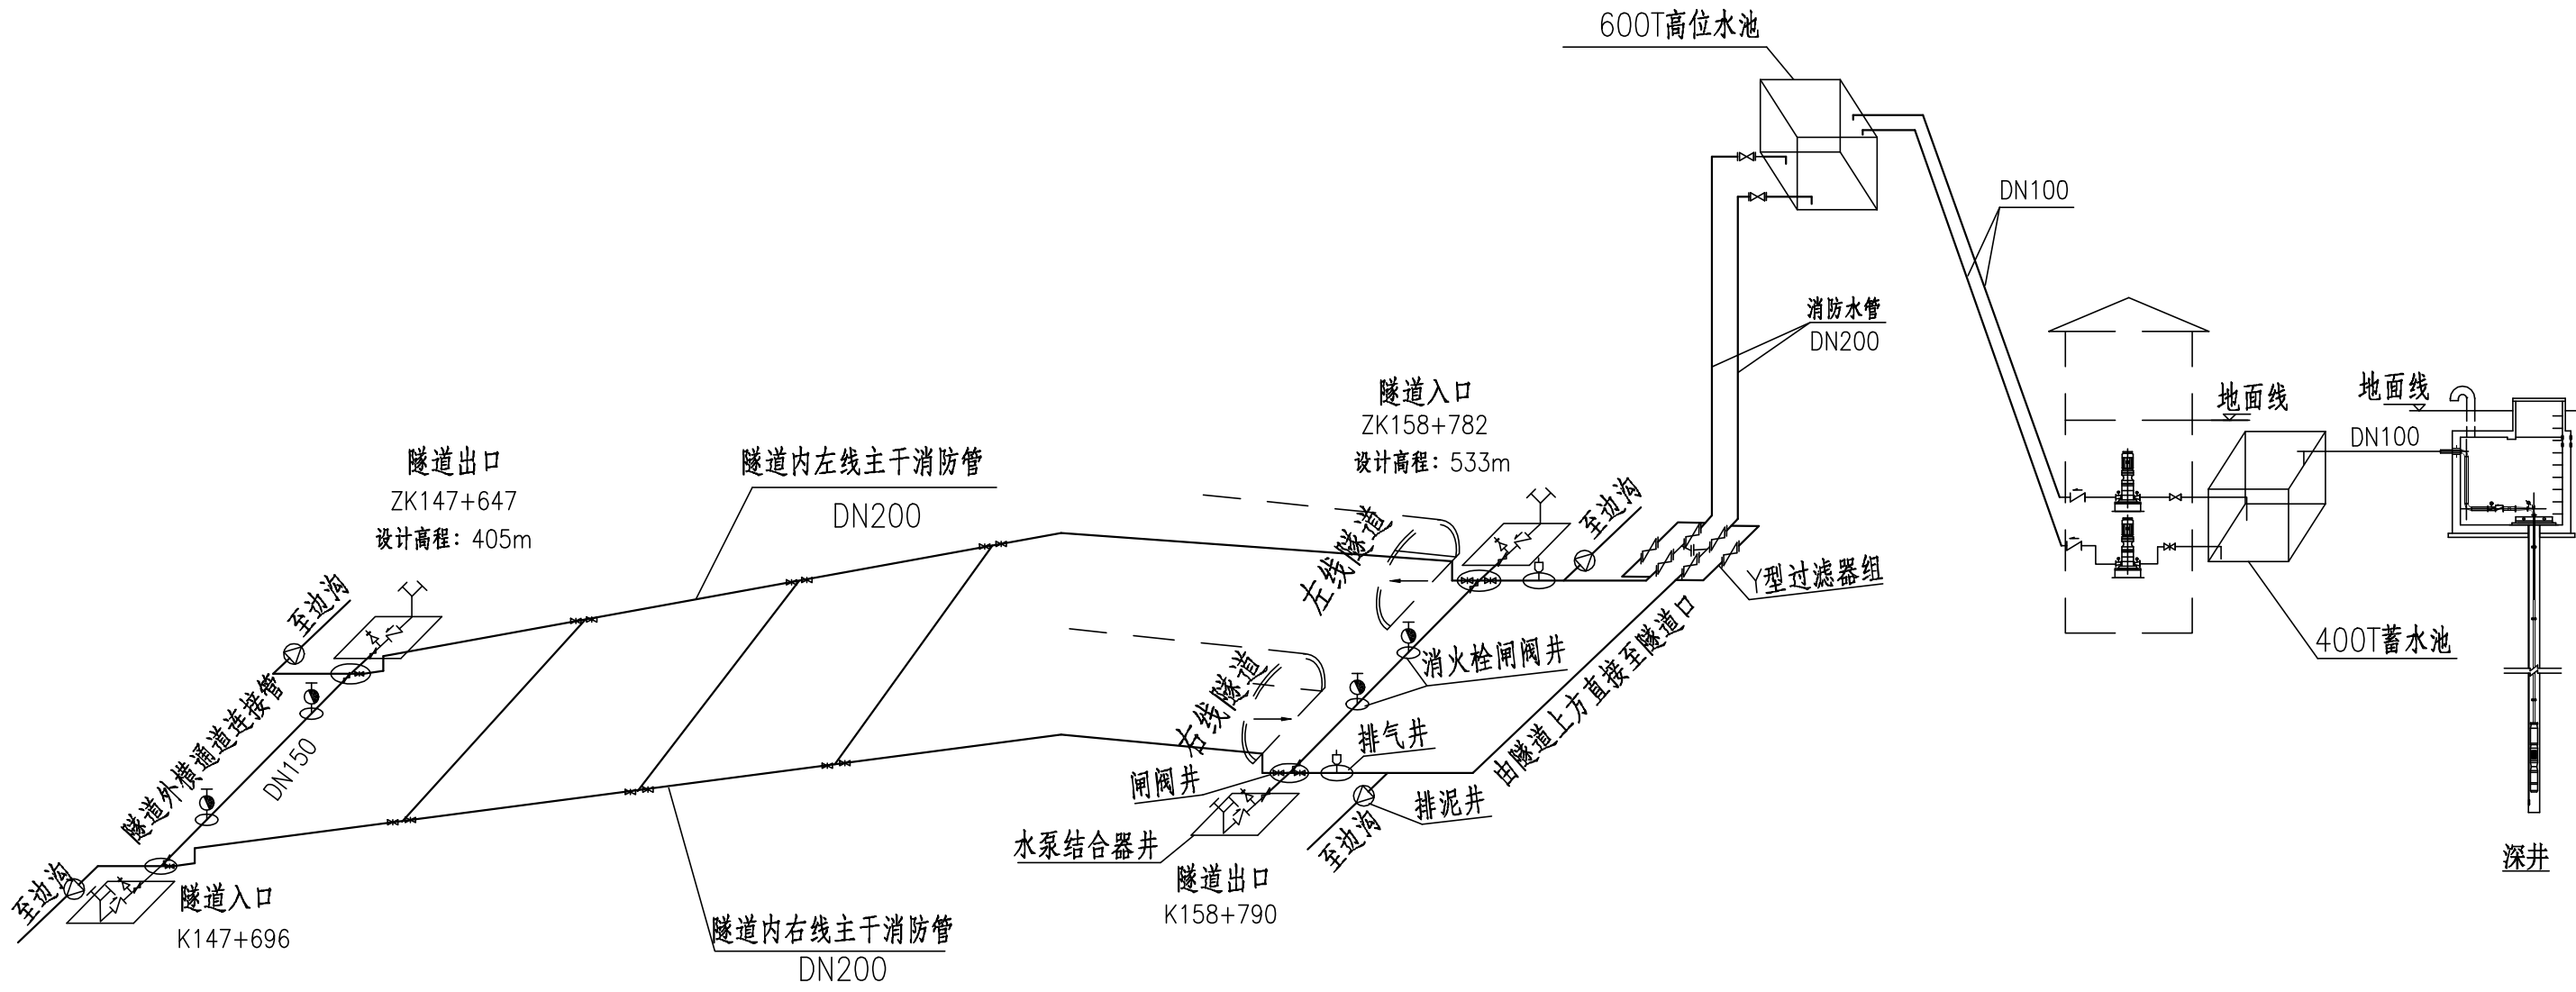 600T高位水池
DN100
消防水管
DN200
隧道入口
ZK158+782
设计高程：533m
地面线
地面线
DN100
隧道出口
ZK147+647
设计高程：405m
隧道内左线主干消防管
DN200
至边沟
左线隧道
Y型过滤器组
400T蓄水池
至边沟
消火栓闸阀井
右线隧道
由隧道上方直接至隧道口
隧道外横通道连接管
DN150
排气井
闸阀井
排泥井
至边沟
水泵结合器井
深井
至边沟
隧道入口
K147+696
隧道出口
K158+790
隧道内右线主干消防管
DN200